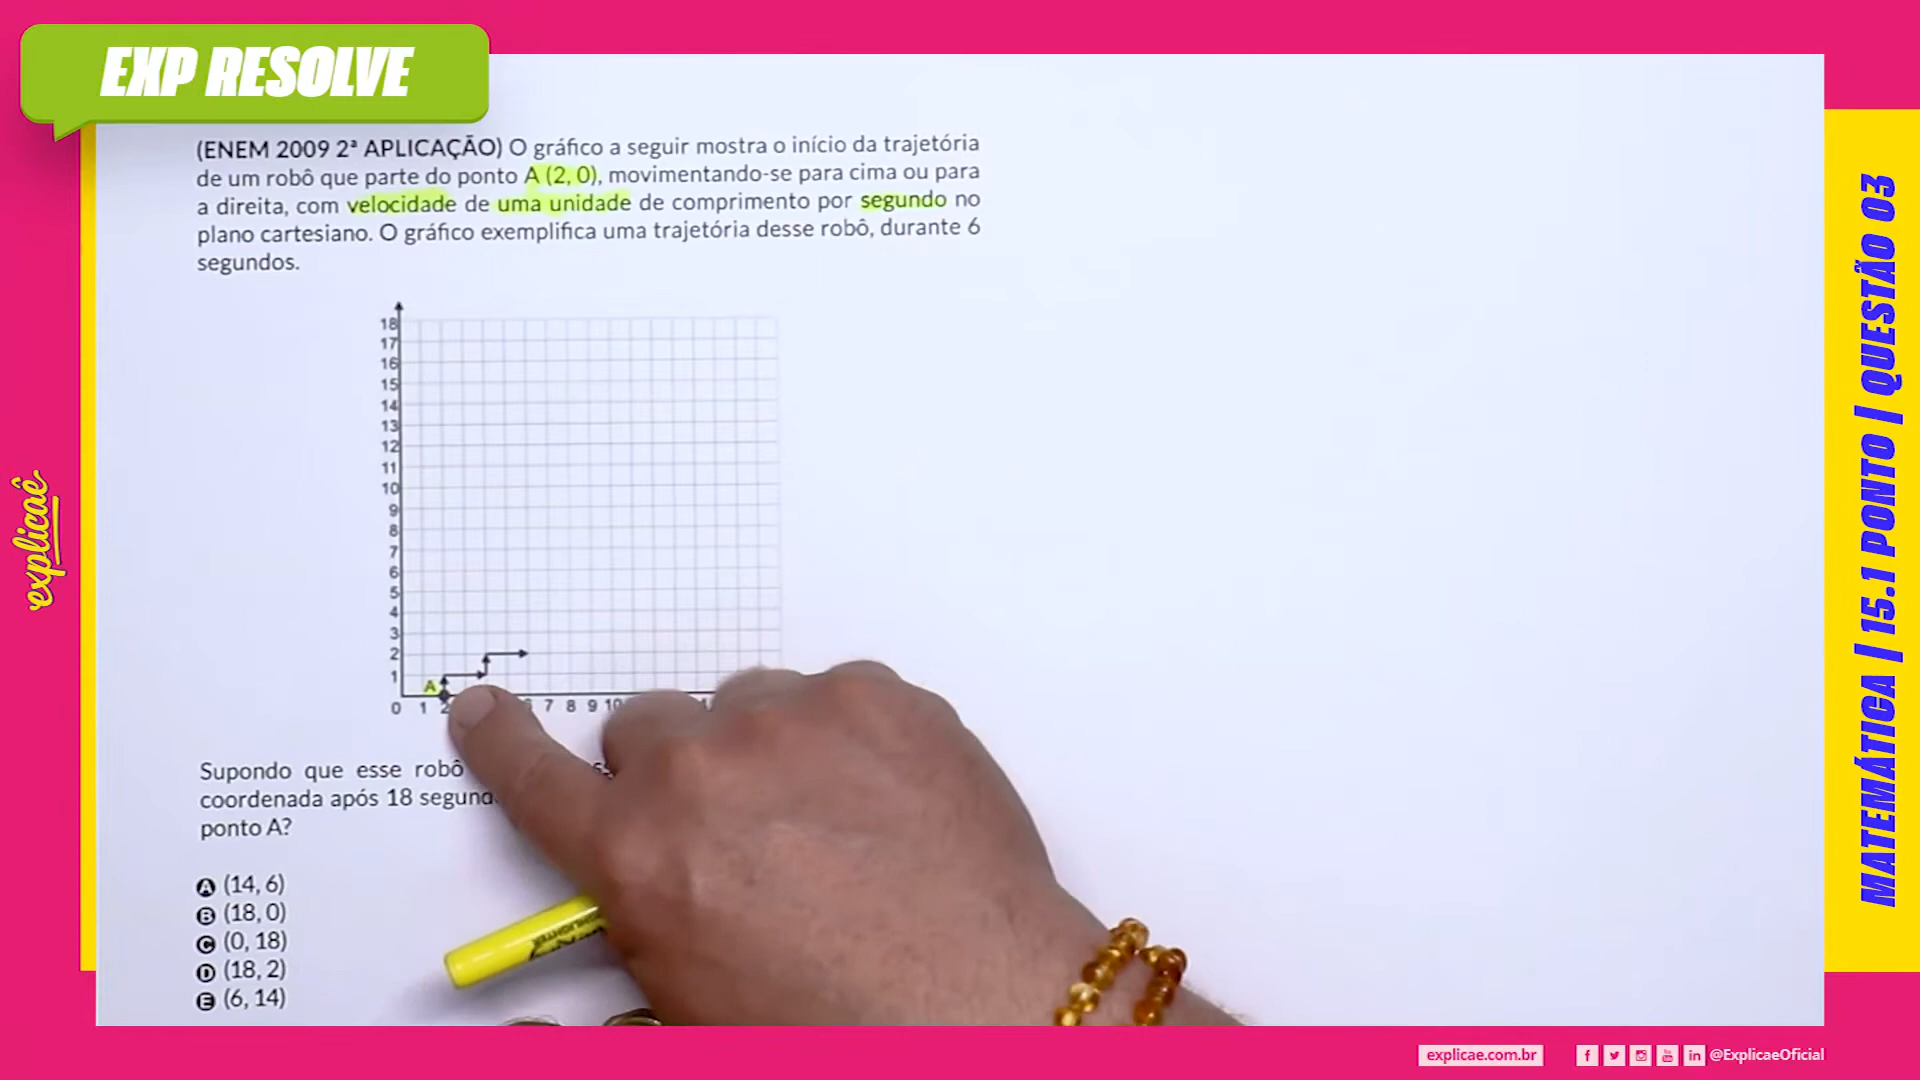 EXP RESOLVE
(ENEM 2009 2ª APLICAÇÃO) O gráfico a seguir mostra o início da trajetória
de um robô que parte do ponto A (2, 0), movimentando-se para cima ou para
a direita, com velocidade de uma unidade de comprimento por segundo no
plano cartesiano. O gráfico exemplifica uma trajetória desse robô, durante 6
segundos.
18
17
16
15
14
13
12
11
10
9
8
7
6
5
4
3
2
1
A
0 1 2 7 8 9 10
Supondo que esse robô
coordenada após 18
ponto A?
A (14, 6)
B (18, 0)
C (0, 18)
D (18, 2)
E (6, 14)
explicaê
MATEMÁTICA | 15.1 PONTO | QUESTÃO 03
explicae.com.br
@ExplicaeOficial